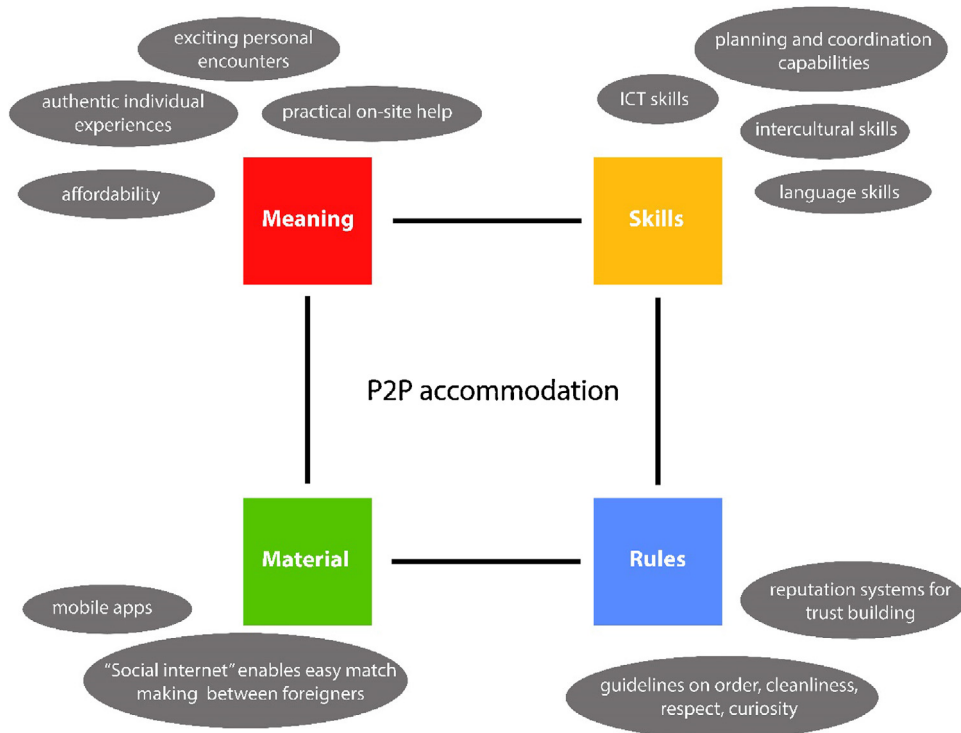 exciting personal
encounters
authentic individual
experiences
practical on-site help
affordability
Meaning
planning and coordination
capabilities
ICT skills
intercultural skills
language skills
Skills
P2P accommodation
Material
mobile apps
“Social internet” enables easy match
making between foreigners
Rules
reputation systems for
trust building
guidelines on order, cleanliness,
respect, curiosity